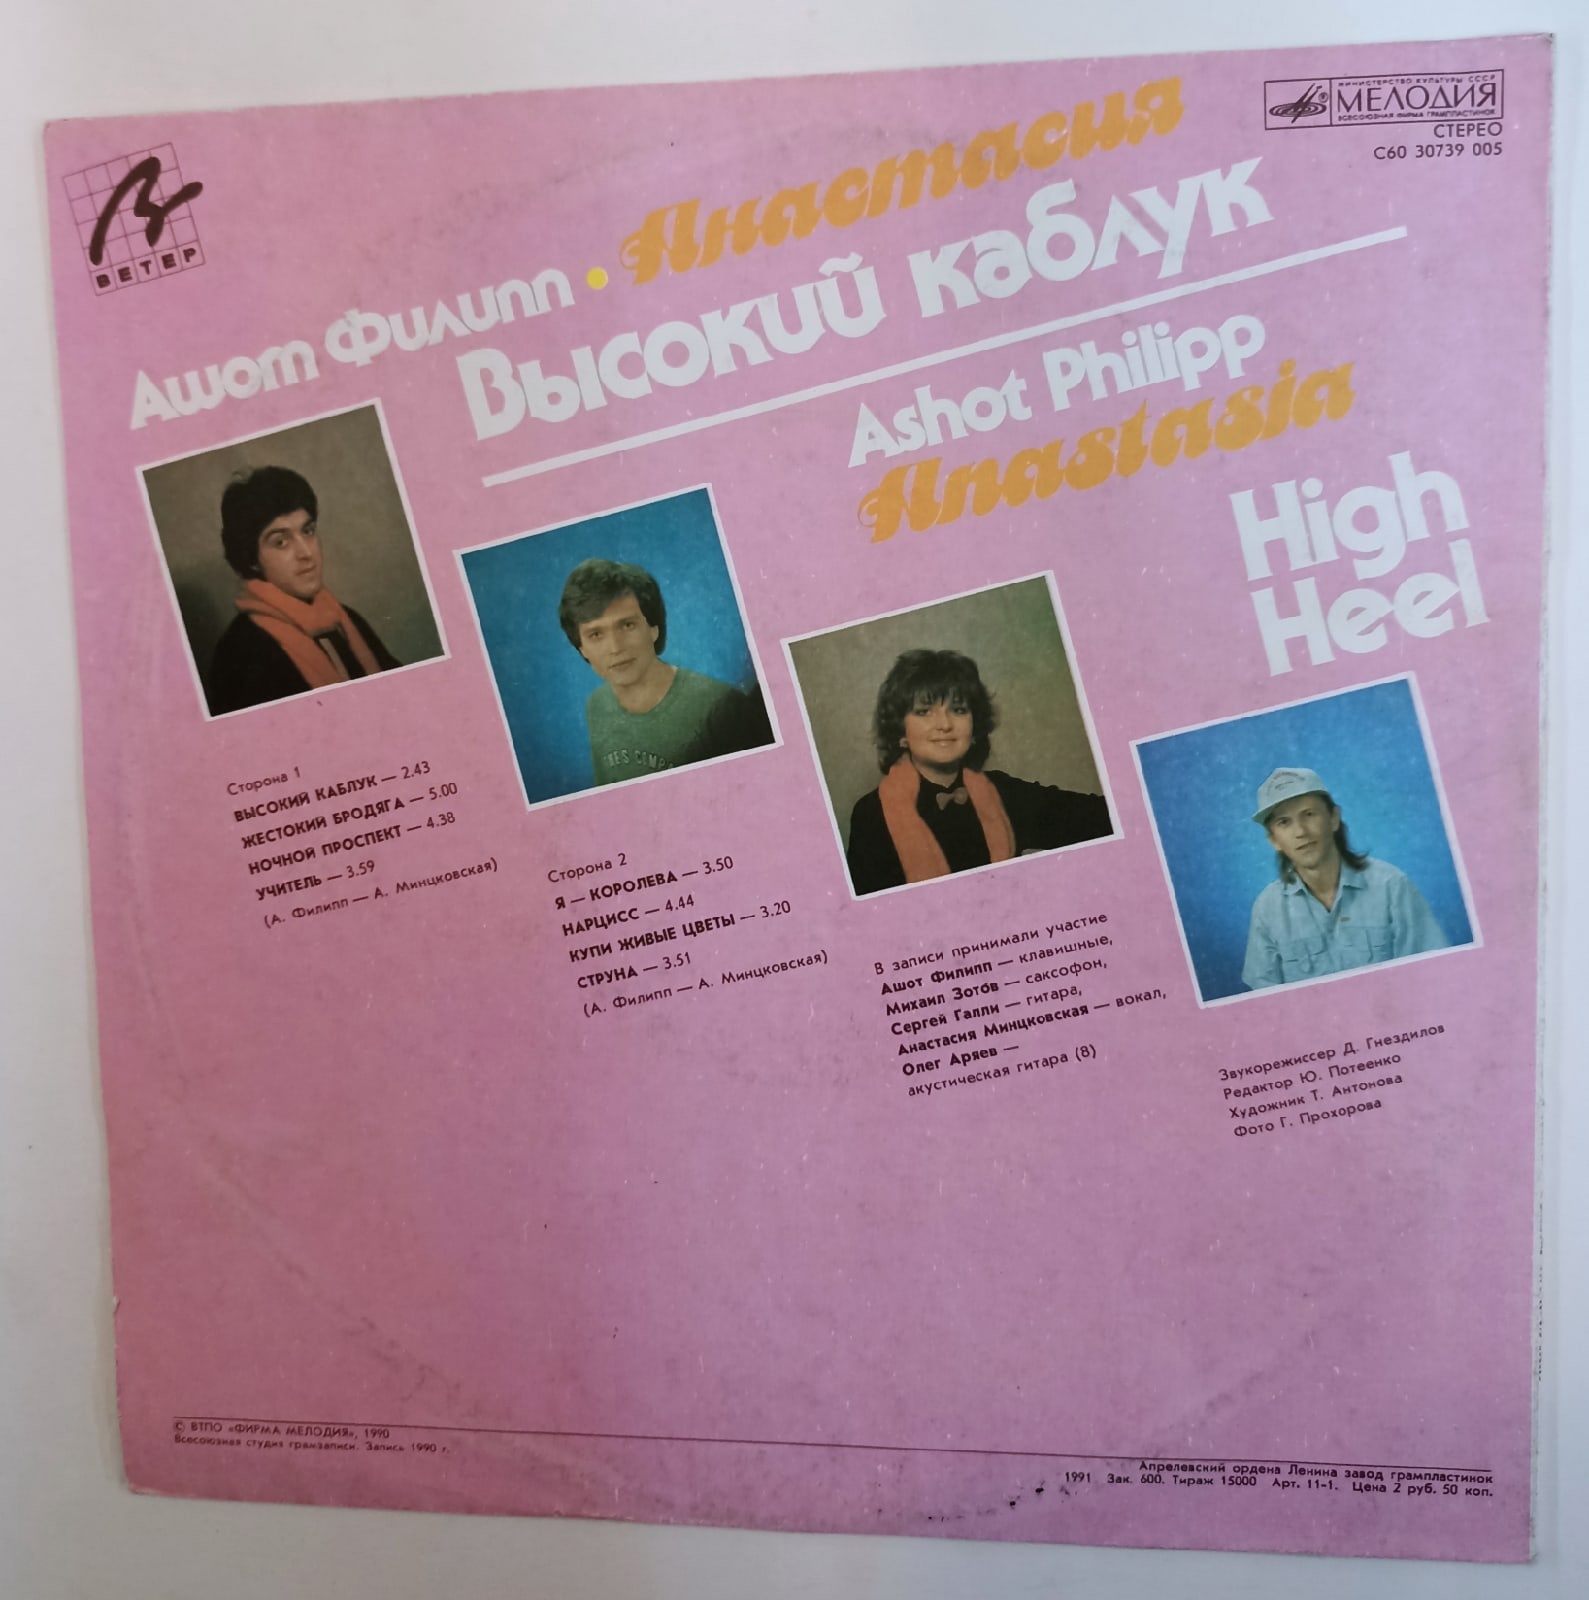 ВЕТЕР
МИНИСТЕРСТВО КУЛЬТУРЫ СССР
МЕЛОДИЯ
ВСЕСОЮЗНАЯ ФИРМА ГРАМПЛАСТИНОК
СТЕРЕО
С60 30739 005
Ашот Филипп • Анастасия
Высокий каблук
Ashot Philipp
Anastasia
High
Heel
Сторона 1
ВЫСОКИЙ КАБЛУК — 2.43
ЖЕСТОКИЙ БРОДЯГА — 5.00
НОЧНОЙ ПРОСПЕКТ — 4.38
УЧИТЕЛЬ — 3.59
(А. Филипп — А. Минцковская)
Сторона 2
Я — КОРОЛЕВА — 3.50
НАРЦИСС — 4.44
КУПИ ЖИВЫЕ ЦВЕТЫ — 3.20
СТРУНА — 3.51
(А. Филипп — А. Минцковская)
В записи принимали участие
Ашот Филипп — клавишные,
Михаил Зотов — саксофон,
Сергей Галли — гитара,
Анастасия Минцковская — вокал,
Олег Аряев —
акустическая гитара (8)
Звукорежиссер Д. Гнездилов
Редактор Ю. Потеенко
Художник Т. Антонова
Фото Г. Прохорова
© ВТПО «ФИРМА МЕЛОДИЯ», 1990
Всесоюзная студия грамзаписи. Запись 1990 г.
Апрелевский ордена Ленина завод грампластинок
1991 Зак. 600. Тираж 15000 Арт. 11-1. Цена 2 руб. 50 коп.